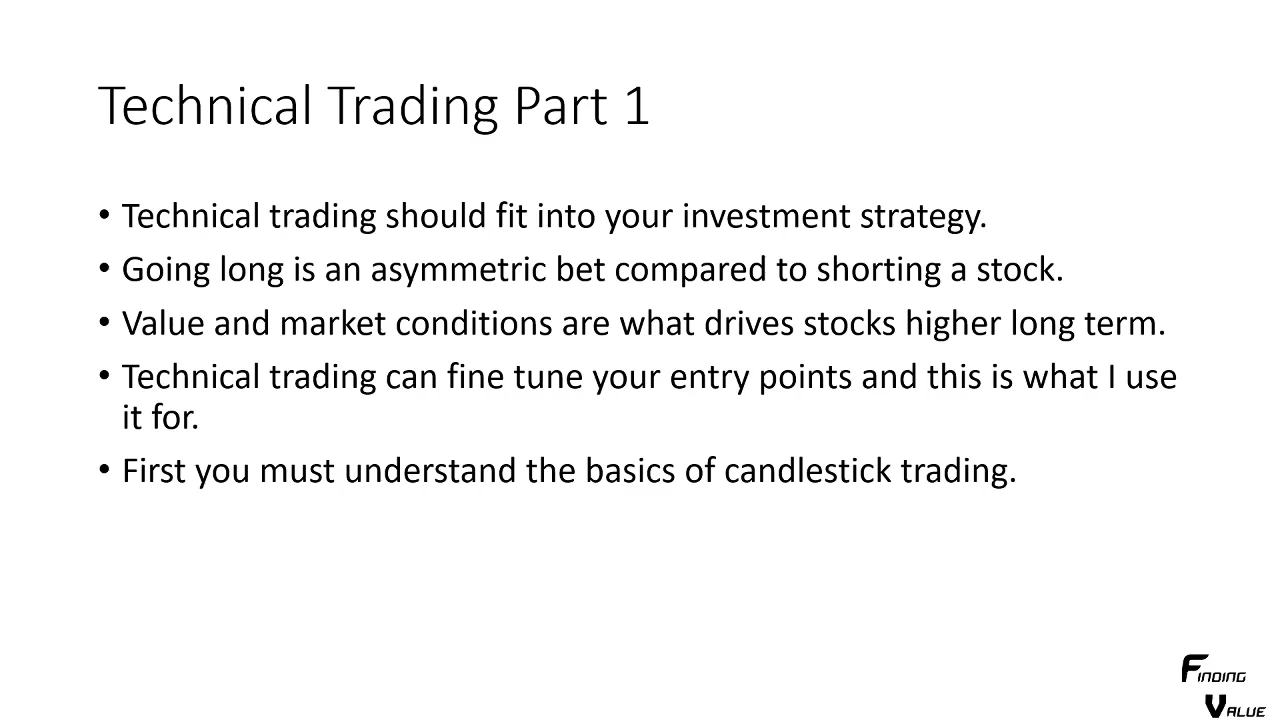 Technical Trading Part 1
• Technical trading should fit into your investment strategy.
• Going long is an asymmetric bet compared to shorting a stock.
• Value and market conditions are what drives stocks higher long term.
• Technical trading can fine tune your entry points and this is what I use
it for.
• First you must understand the basics of candlestick trading.
Finding
Value